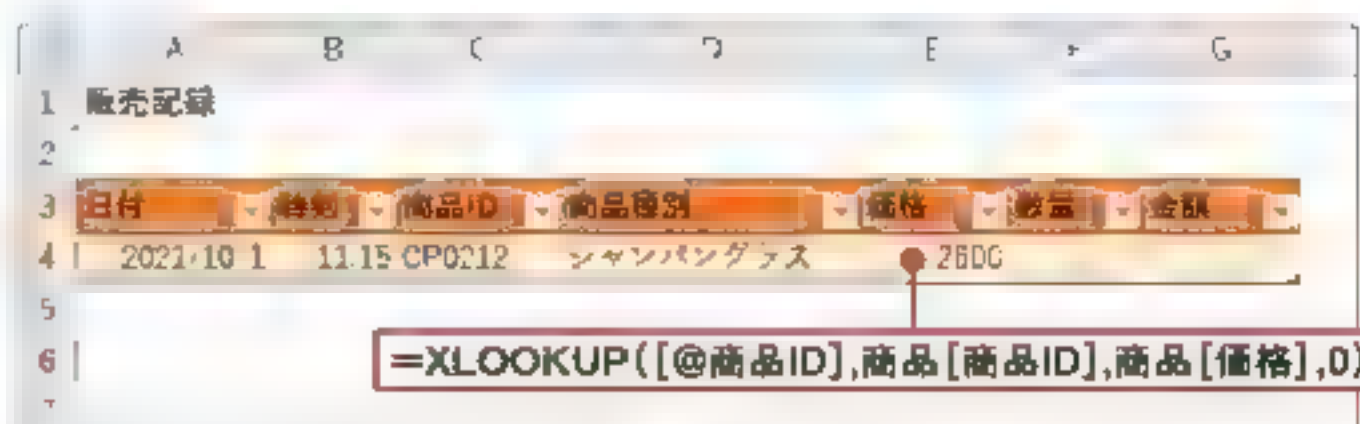 A B C D E F G
1 販売記録
2
3 日付 時刻 商品ID 商品種別 価格 数量 金額
4 2021/10/1 11:15 CP0212 シャンパングラス 2600
5
6 =XLOOKUP([@商品ID],商品[商品ID],商品[価格],0)
7